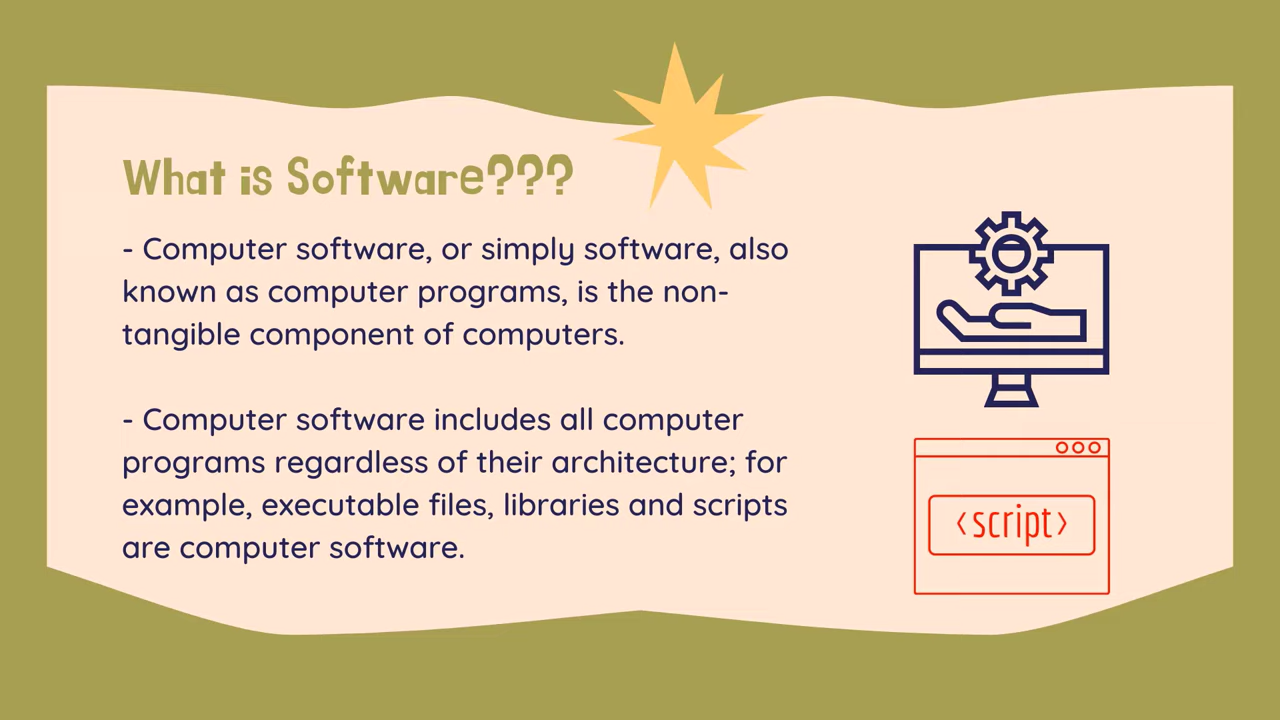 What is Software???
- Computer software, or simply software, also
known as computer programs, is the non-
tangible component of computers.
- Computer software includes all computer
programs regardless of their architecture; for
example, executable files, libraries and scripts
are computer software.
<script>